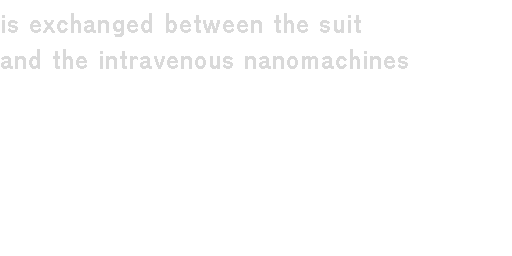 is exchanged between the suit
and the intravenous nanomachines